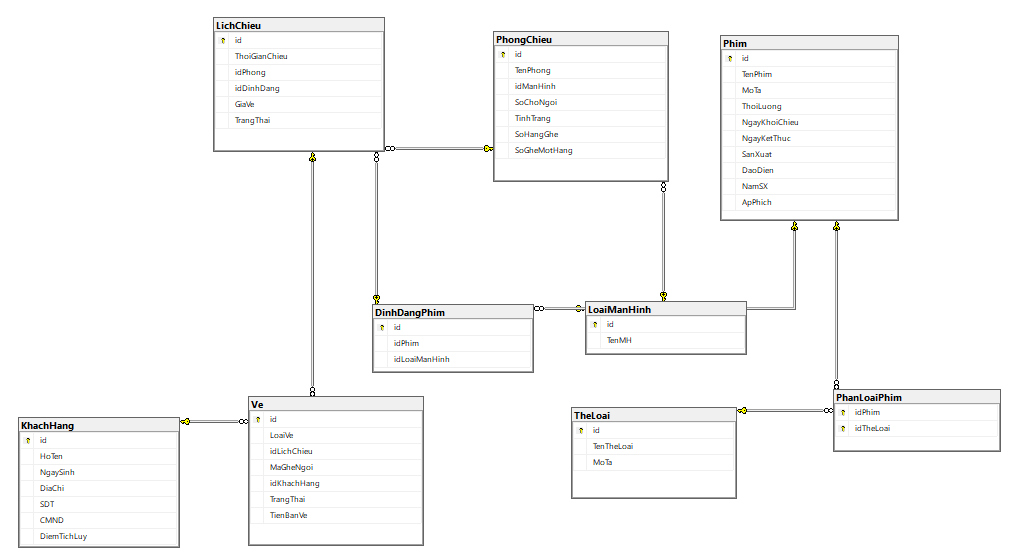 LichChieu
id
ThoiGianChieu
idPhong
idDinhDang
GiaVe
TrangThai
PhongChieu
id
TenPhong
idManHinh
SoChoNgoi
TinhTrang
SoHangGhe
SoGheMotHang
Phim
id
TenPhim
MoTa
ThoiLuong
NgayKhoiChieu
NgayKetThuc
SanXuat
DaoDien
NamSX
ApPhich
DinhDangPhim
id
idPhim
idLoaiManHinh
LoaiManHinh
id
TenMH
KhachHang
id
HoTen
NgaySinh
DiaChi
SDT
CMND
DiemTichLuy
Ve
id
LoaiVe
idLichChieu
MaGheNgoi
idKhachHang
TrangThai
TienBanVe
TheLoai
id
TenTheLoai
MoTa
PhanLoaiPhim
idPhim
idTheLoai